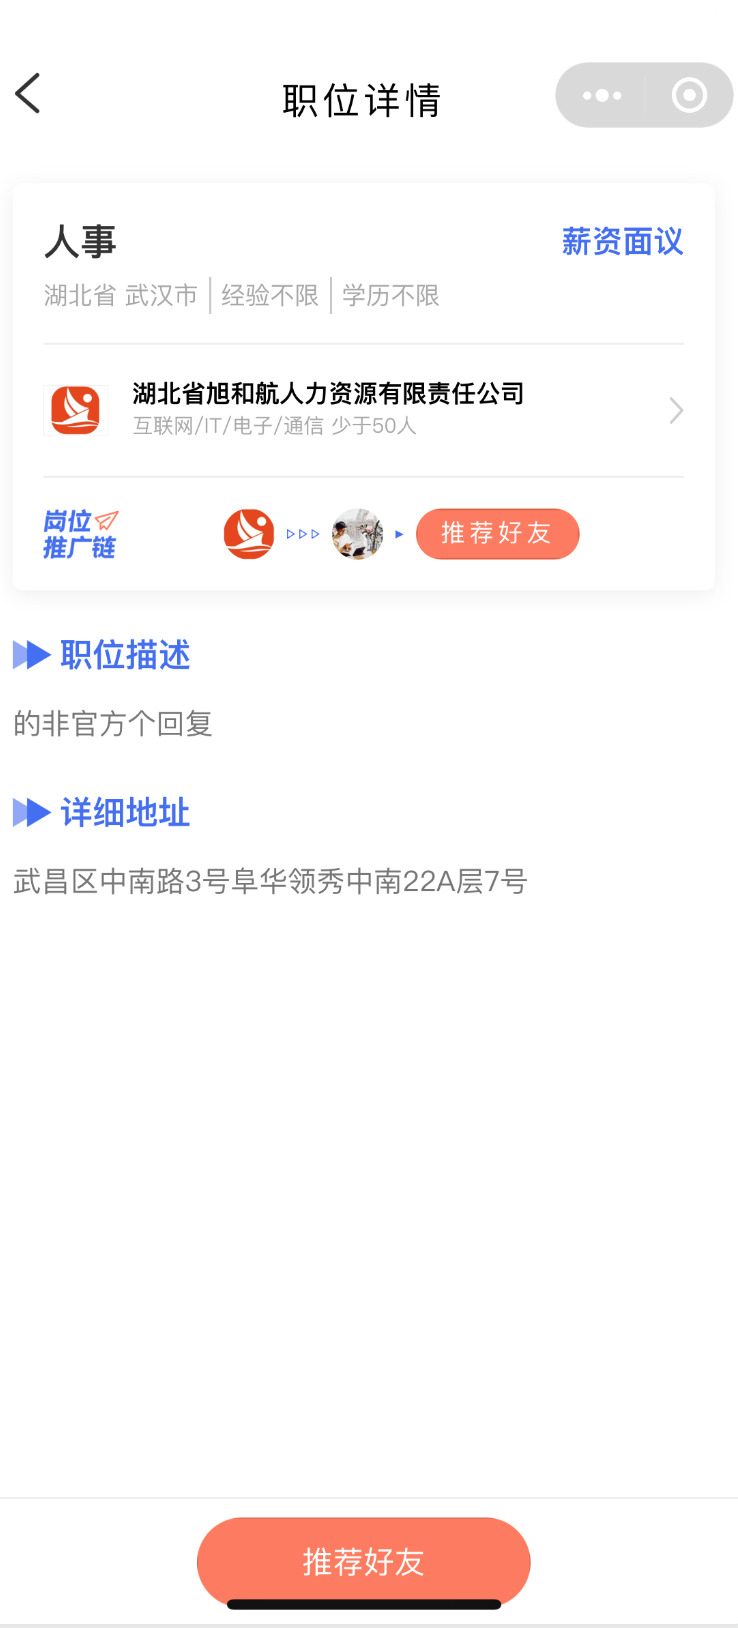 职位详情
人事
薪资面议
湖北省 武汉市 | 经验不限 | 学历不限
湖北省旭和航人力资源有限责任公司
互联网/IT/电子/通信 少于50人
岗位
推广链
推荐好友
职位描述
的非官方个回复
详细地址
武昌区中南路3号阜华领秀中南22A层7号
推荐好友